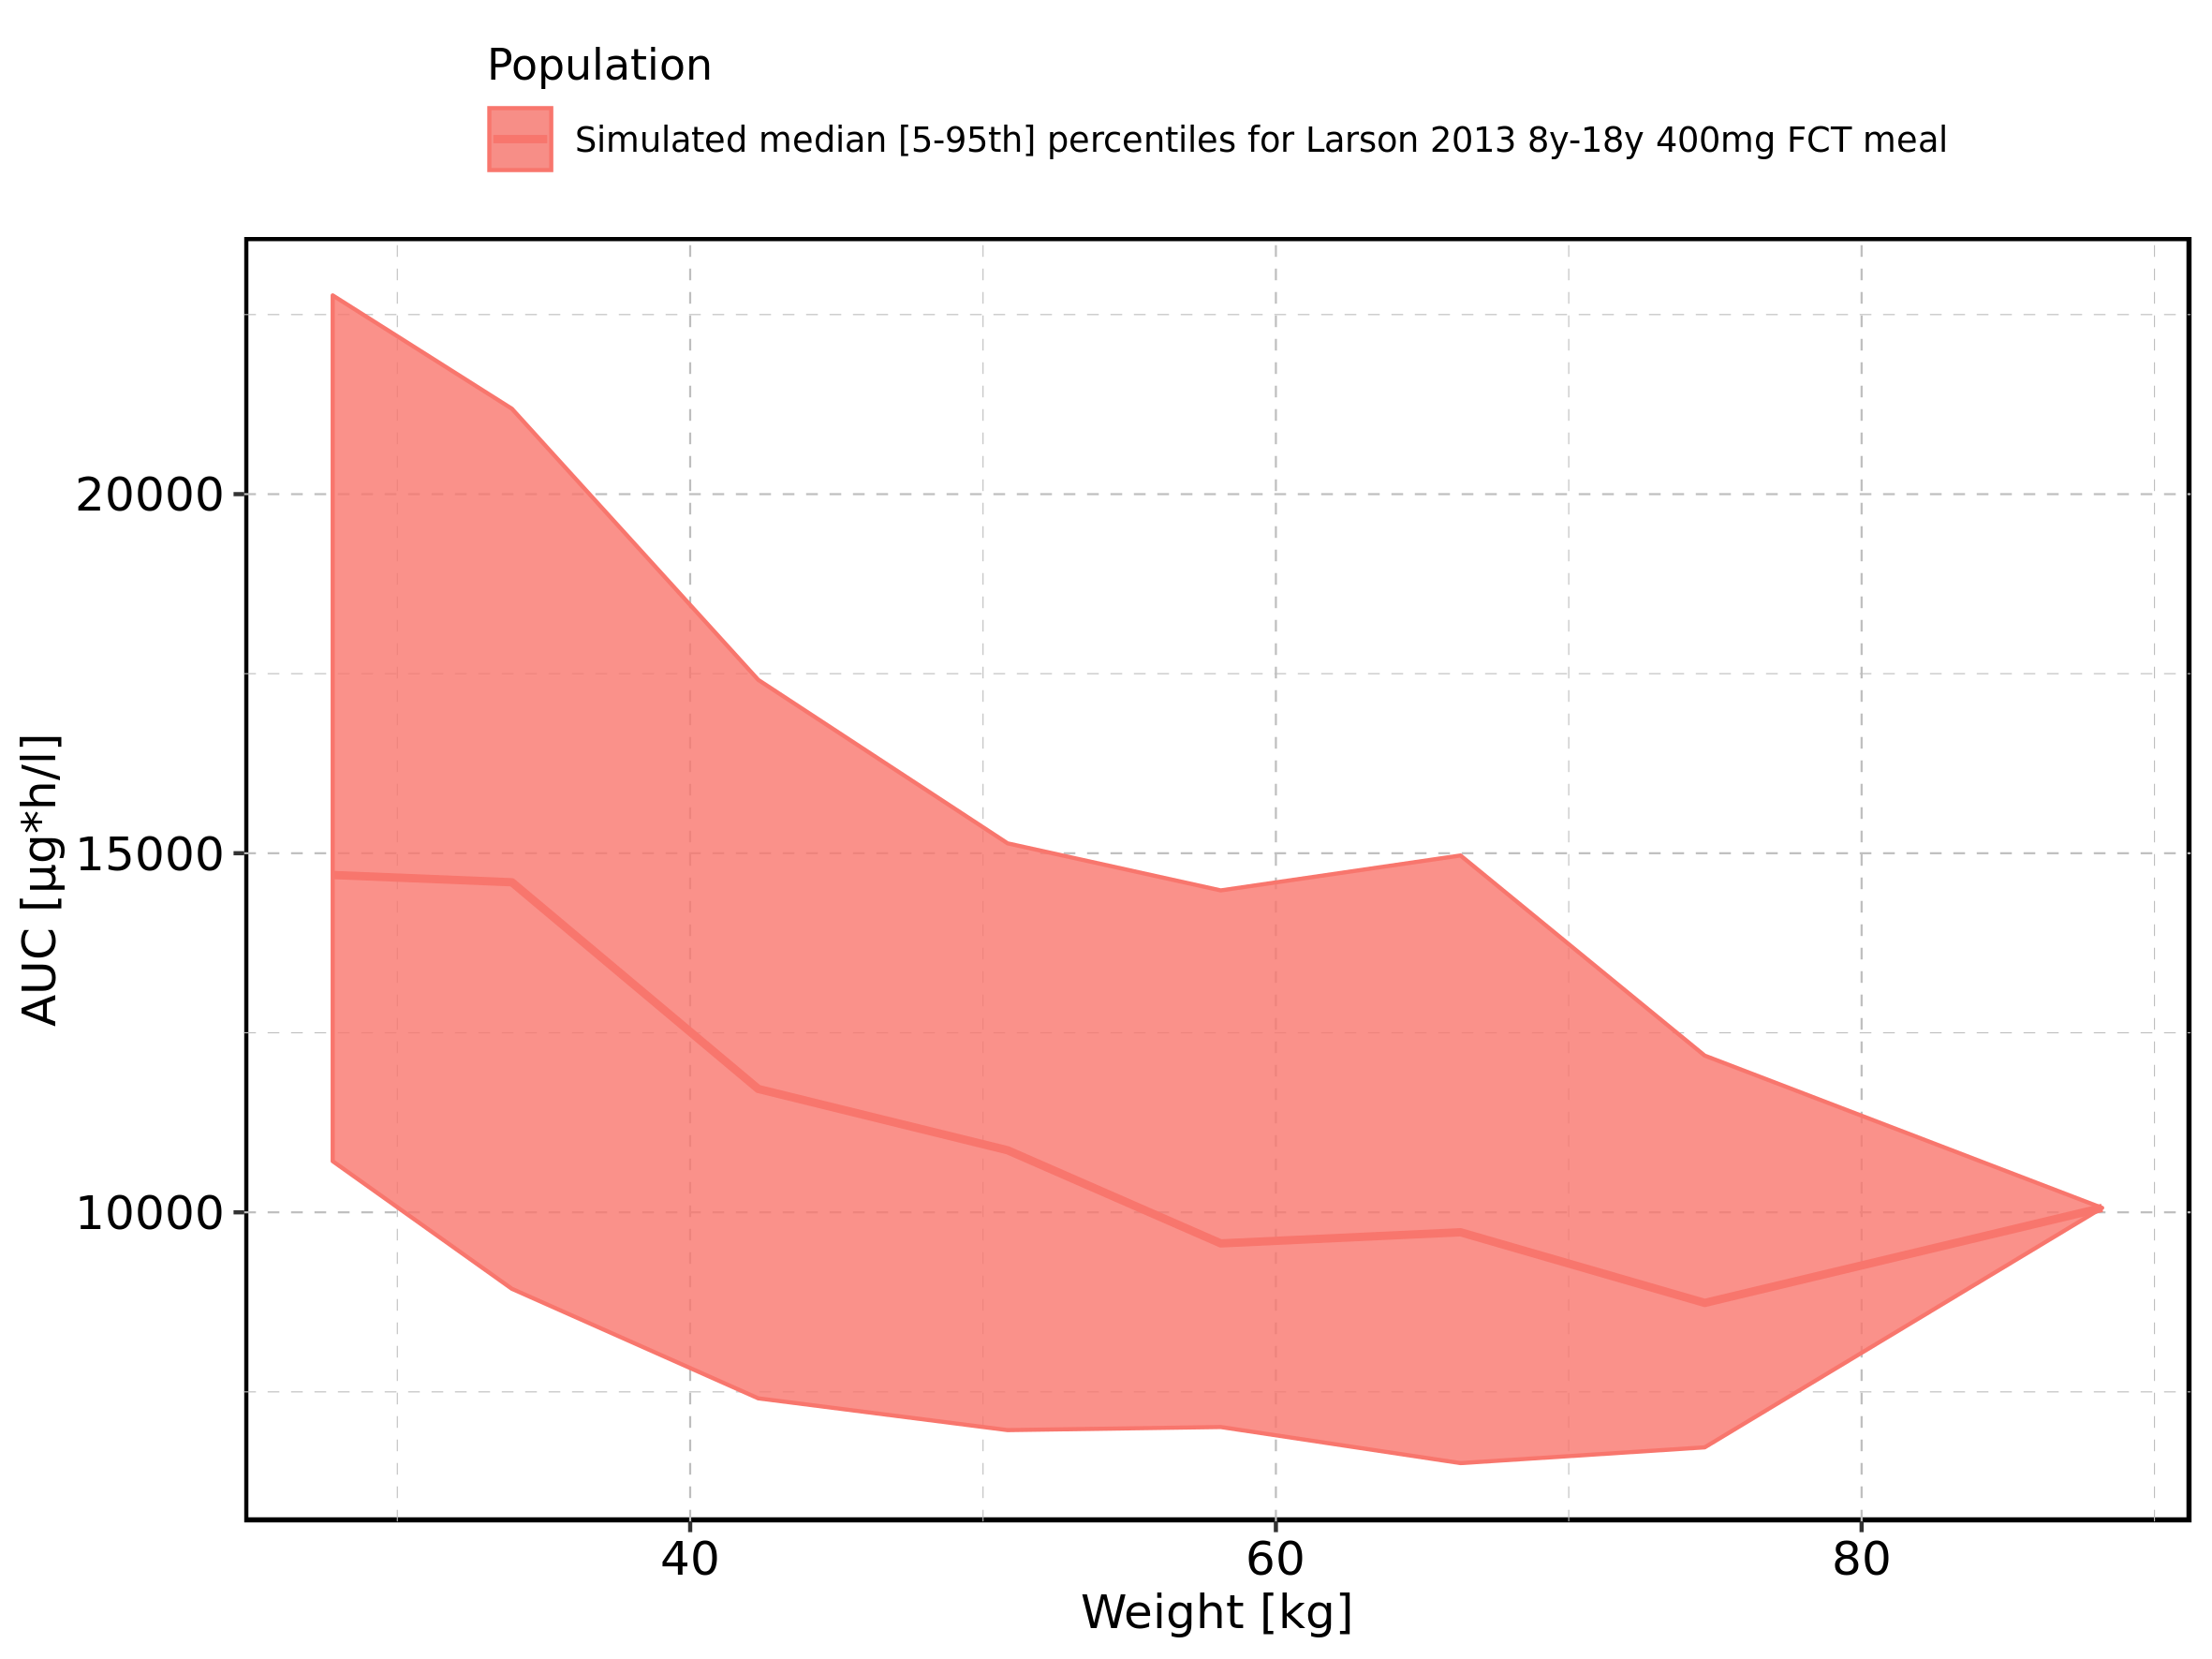 Population
Simulated median [5-95th] percentiles for Larson 2013 8y-18y 400mg FCT meal
20000
15000
10000
AUC [µg*h/l]
40 60 80
Weight [kg]